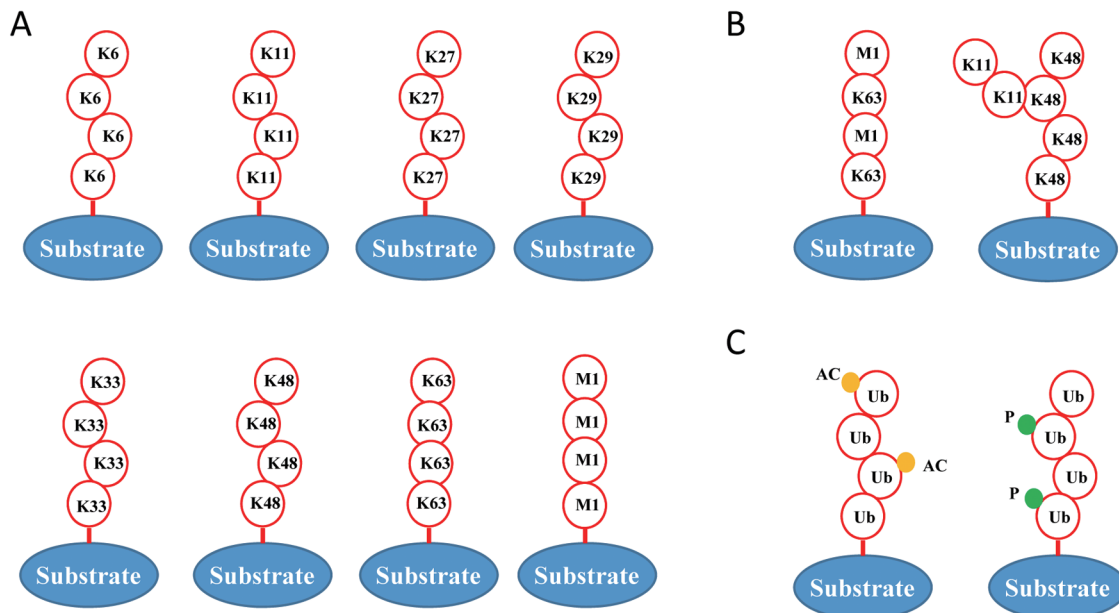 A
K6 K11 K27 K29
K6 K11 K27 K29
K6 K11 K27 K29
K6 K11 K27 K29
Substrate Substrate Substrate Substrate
K33 K48 K63 M1
K33 K48 K63 M1
K33 K48 K63 M1
K33 K48 K63 M1
Substrate Substrate Substrate Substrate
B
M1 K11 K48
K63 K11 K48
M1 K48
K63 K48
Substrate Substrate
C
AC Ub Ub
Ub P Ub
Ub AC Ub
Ub P Ub
Substrate Substrate